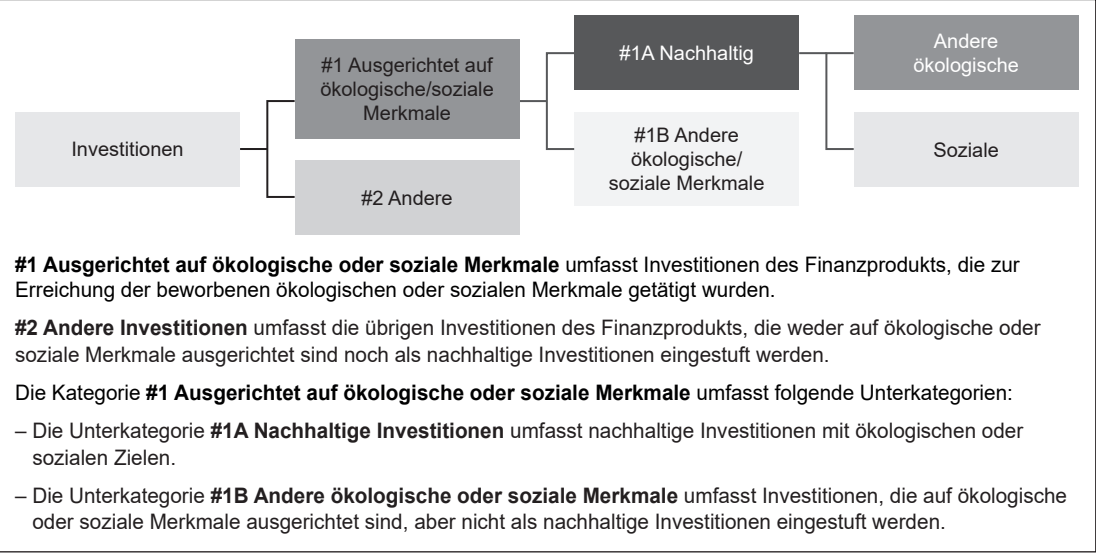 Investitionen
#1 Ausgerichtet auf
ökologische/soziale
Merkmale
#2 Andere
#1A Nachhaltig
#1B Andere
ökologische/
soziale Merkmale
Andere
ökologische
Soziale
#1 Ausgerichtet auf ökologische oder soziale Merkmale umfasst Investitionen des Finanzprodukts, die zur
Erreichung der beworbenen ökologischen oder sozialen Merkmale getätigt wurden.
#2 Andere Investitionen umfasst die übrigen Investitionen des Finanzprodukts, die weder auf ökologische oder
soziale Merkmale ausgerichtet sind noch als nachhaltige Investitionen eingestuft werden.
Die Kategorie #1 Ausgerichtet auf ökologische oder soziale Merkmale umfasst folgende Unterkategorien:
– Die Unterkategorie #1A Nachhaltige Investitionen umfasst nachhaltige Investitionen mit ökologischen oder
sozialen Zielen.
– Die Unterkategorie #1B Andere ökologische oder soziale Merkmale umfasst Investitionen, die auf ökologische
oder soziale Merkmale ausgerichtet sind, aber nicht als nachhaltige Investitionen eingestuft werden.